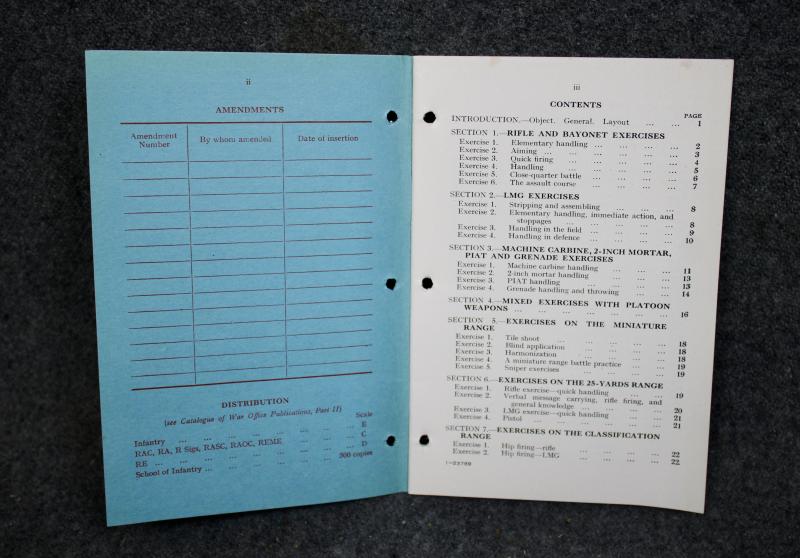 ii
AMENDMENTS
Amendment Number	By whom amended	Date of insertion
DISTRIBUTION
(see Catalogue of War Office Publications, Part II)
Scale
Infantry ... ... ... ... ... ... ... E
RAC, RA, R Sigs, RASC, RAOC, REME ... ... C
RE ... ... ... ... ... ... ... D
School of Infantry ... ... ... ... ... 300 copies
iii
CONTENTS
PAGE
INTRODUCTION.—Object. General. Layout ... ... 1
SECTION 1.—RIFLE AND BAYONET EXERCISES
Exercise 1. Elementary handling ... ... ... ... 2
Exercise 2. Aiming ... ... ... ... ... 3
Exercise 3. Quick firing ... ... ... ... 4
Exercise 4. Handling ... ... ... ... 5
Exercise 5. Close-quarter battle ... ... ... ... 6
Exercise 6. The assault course ... ... ... 7
SECTION 2.—LMG EXERCISES
Exercise 1. Stripping and assembling ... ... ... 8
Exercise 2. Elementary handling, immediate action, and
stoppages ... ... ... ... ... 8
Exercise 3. Handling in the field ... ... ... ... 9
Exercise 4. Handling in defence ... ... ... ... 10
SECTION 3.—MACHINE CARBINE, 2-INCH MORTAR,
PIAT AND GRENADE EXERCISES
Exercise 1. Machine carbine handling ... ... ... 11
Exercise 2. 2-inch mortar handling ... ... ... 13
Exercise 3. PIAT handling ... ... ... ... 13
Exercise 4. Grenade handling and throwing ... ... 14
SECTION 4.—MIXED EXERCISES WITH PLATOON
WEAPONS ... ... ... ... ... ... ... 16
SECTION 5.—EXERCISES ON THE MINIATURE
RANGE
Exercise 1. Tile shoot ... ... ... ... ... 18
Exercise 2. Blind application ... ... ... ... 18
Exercise 3. Harmonization ... ... ... ... 18
Exercise 4. A miniature range battle practice ... ... 19
Exercise 5. Sniper exercises ... ... ... ... 19
SECTION 6.—EXERCISES ON THE 25-YARDS RANGE
Exercise 1. Rifle exercise—quick handling ... ... 19
Exercise 2. Verbal message carrying, rifle firing, and
general knowledge ... ... ... ... 20
Exercise 3. LMG exercise—quick handling ... ... 21
Exercise 4. Pistol ... ... ... ... ... 21
SECTION 7.—EXERCISES ON THE CLASSIFICATION
RANGE
Exercise 1. Hip firing—rifle ... ... ... ... 22
Exercise 2. Hip firing—LMG ... ... ... ... 22
1—53789